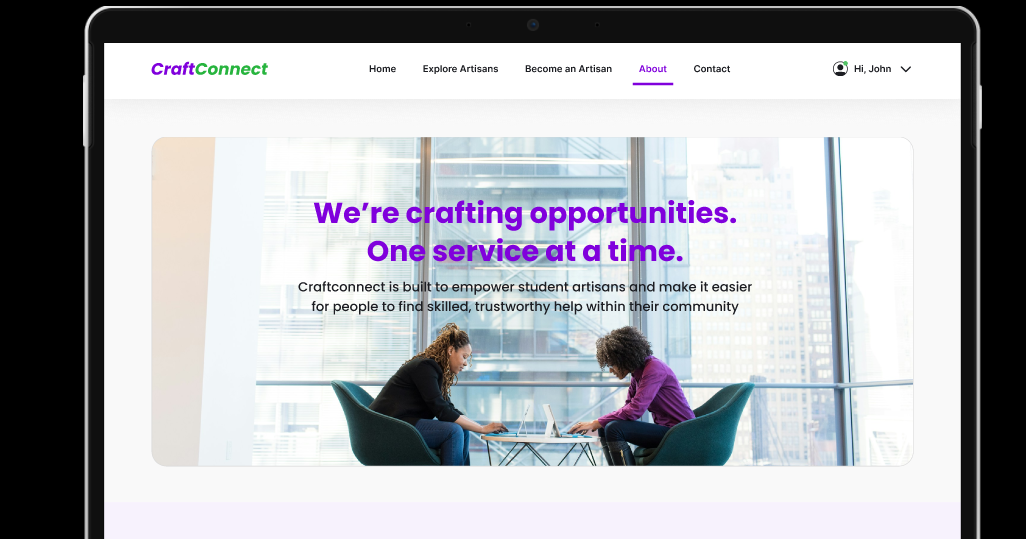 CraftConnect
Home
Explore Artisans
Become an Artisan
About
Contact
Hi, John
We’re crafting opportunities.
One service at a time.
Craftconnect is built to empower student artisans and make it easier
for people to find skilled, trustworthy help within their community